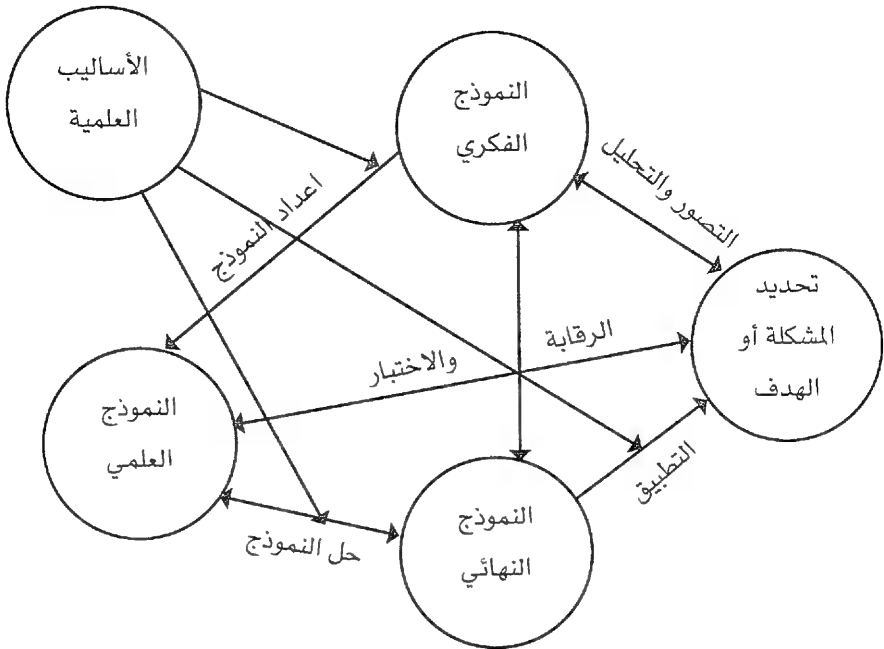 الأساليب
العلمية
النموذج
الفكري
التصور والتحليل
اعداد النموذج
تحديد
المشكلة أو
الهدف
الرقابة
والاختبار
النموذج
العلمي
التطبيق
النموذج
النهائي
حل النموذج